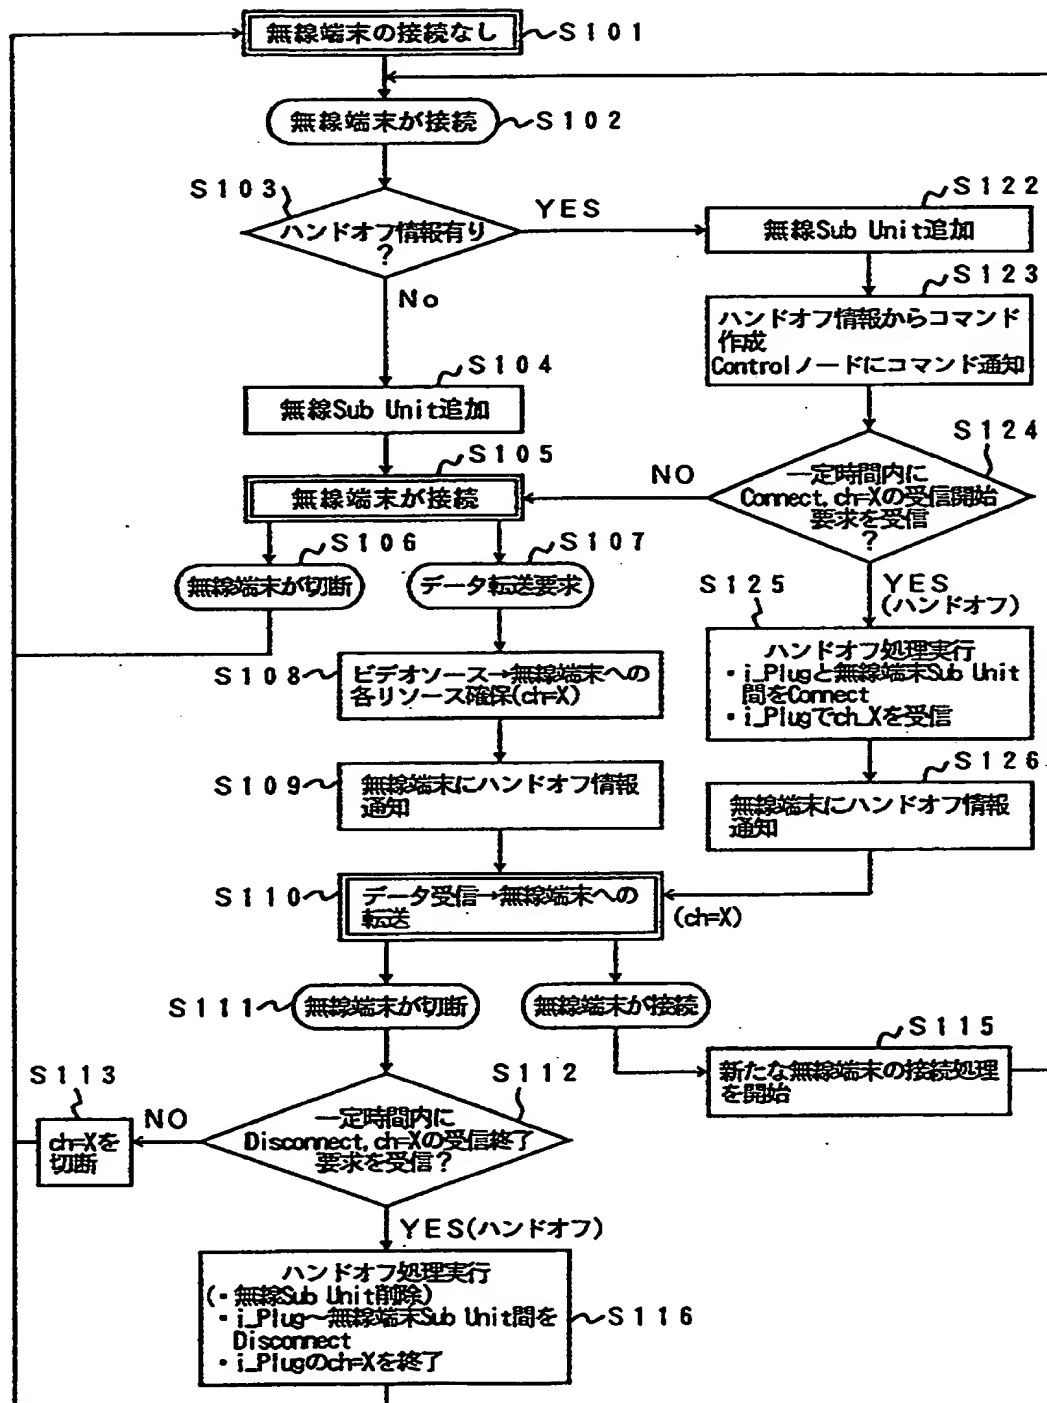 無線端末の接続なし S101
無線端末が接続 S102
S103
ハンドオフ情報有り
?
YES
No
S122
無線Sub Unit追加
S123
ハンドオフ情報からコマンド
作成
Controlノードにコマンド通知
S104
無線Sub Unit追加
S124
一定時間内に
Connect,ch=Xの受信開始
要求を受信
?
NO
YES
(ハンドオフ)
S105
無線端末が接続
S106
無線端末が切断
S107
データ転送要求
S125
ハンドオフ処理実行
・i_Plugと無線端末Sub Unit
間をConnect
・i_Plugでch_Xを受信
S108
ビデオソース→無線端末への
各リソース確保(ch=X)
S109
無線端末にハンドオフ情報
通知
S126
無線端末にハンドオフ情報
通知
S110
データ受信→無線端末への
転送
(ch=X)
S111
無線端末が切断
無線端末が接続
S115
新たな無線端末の接続処理
を開始
S112
一定時間内に
Disconnect,ch=Xの受信終了
要求を受信?
NO
S113
ch=Xを
切断
YES(ハンドオフ)
ハンドオフ処理実行
(・無線Sub Unit削除)
・i_Plug~無線端末Sub Unit間を
Disconnect
・i_Plugのch=Xを終了
S116